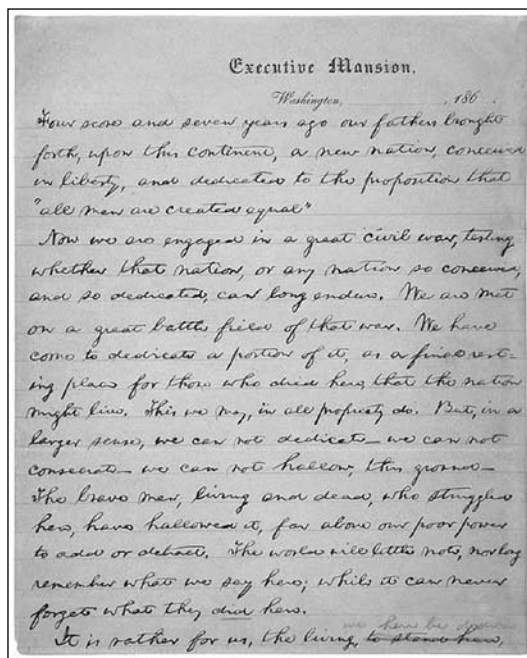 Executive Mansion,
Washington, , 186 .
Four score and seven years ago our fathers brought
forth, upon this continent, a new nation, conceived
in liberty, and dedicated to the proposition that
"all men are created equal"
Now we are engaged in a great civil war, testing
whether that nation, or any nation so conceived,
and so dedicated, can long endure. We are met
on a great battle field of that war. We have
come to dedicate a portion of it, as a final rest-
ing place for those who died here, that the nation
might live. This we may, in all propriety do. But, in a
larger sense, we can not dedicate — we can not
consecrate — we can not hallow, this ground —
The brave men, living and dead, who struggled
here, have hallowed it, far above our poor power
to add or detract. The world will little note, nor long
remember what we say here; while it can never
forget what they did here.
we here be
It is rather for us, the living, to stand here,